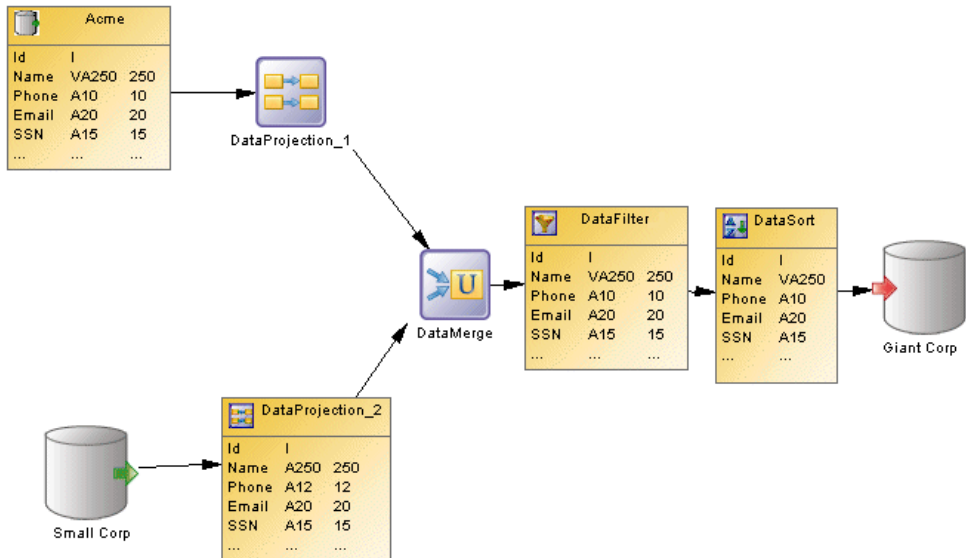 Acme
Id I
Name VA250 250
Phone A10 10
Email A20 20
SSN A15 15
... ... ...
DataProjection_1
DataMerge
U
DataFilter
Id I
Name VA250 250
Phone A10 10
Email A20 20
SSN A15 15
... ... ...
A Z
DataSort
Id I
Name VA250
Phone A10
Email A20
SSN A15
... ...
Giant Corp
Small Corp
DataProjection_2
Id I
Name A250 250
Phone A12 12
Email A20 20
SSN A15 15
... ... ...